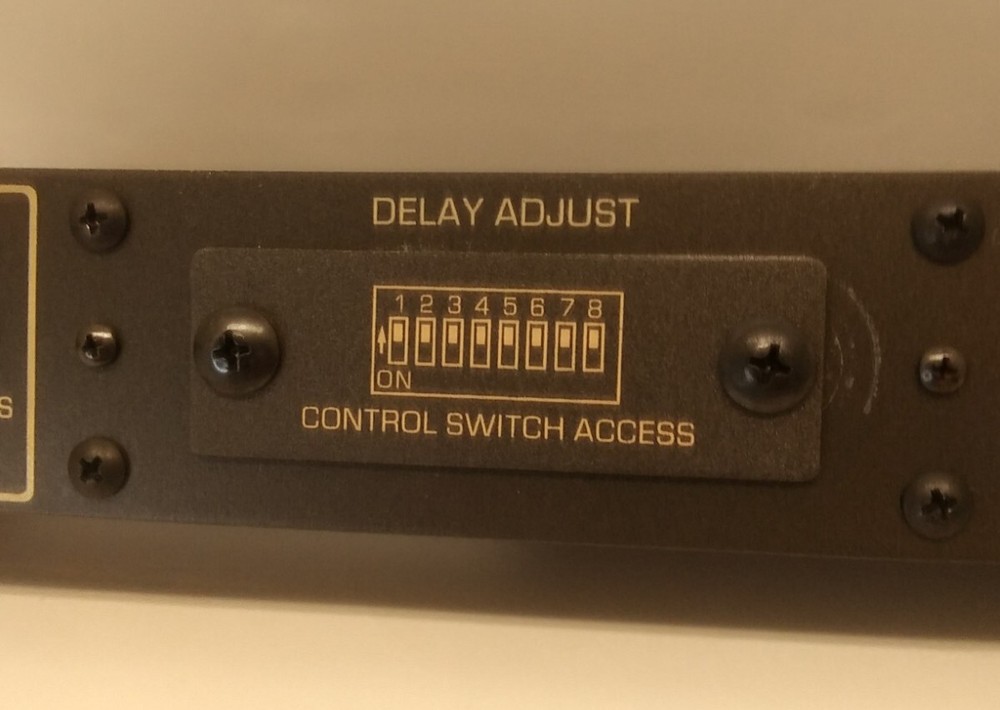 DELAY ADJUST
1 2 3 4 5 6 7 8
ON
CONTROL SWITCH ACCESS
S